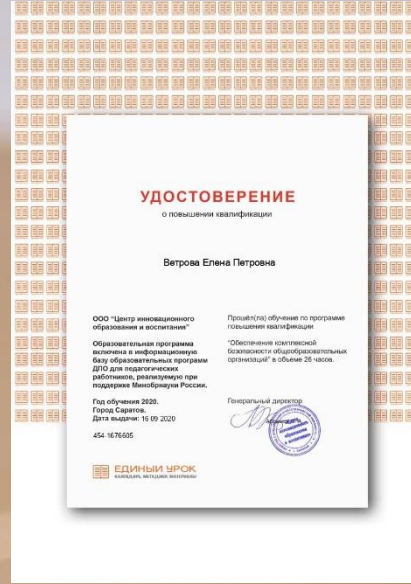 УДОСТОВЕРЕНИЕ
о повышении квалификации
Ветрова Елена Петровна
ООО "Центр инновационного
образования и воспитания"
Образовательная программа
включена в информационную
базу образовательных программ
ДПО для педагогических
работников, реализуемую при
поддержке Минобрнауки России.
Год обучения 2020.
Город Саратов.
Дата выдачи: 16 09 2020
454-1676605
Прошёл(ла) обучение по программе
повышения квалификации
"Обеспечение комплексной
безопасности общеобразовательных
организаций" в объеме 26 часов.
Генеральный директор
ЕДИНЫЙ УРОК